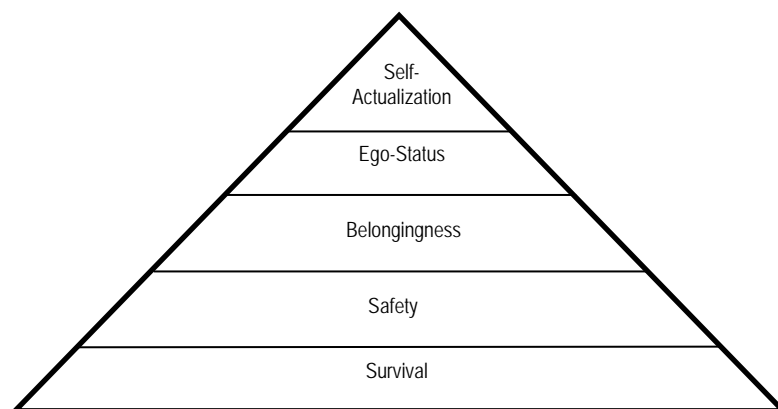 Self-
Actualization
Ego-Status
Belongingness
Safety
Survival